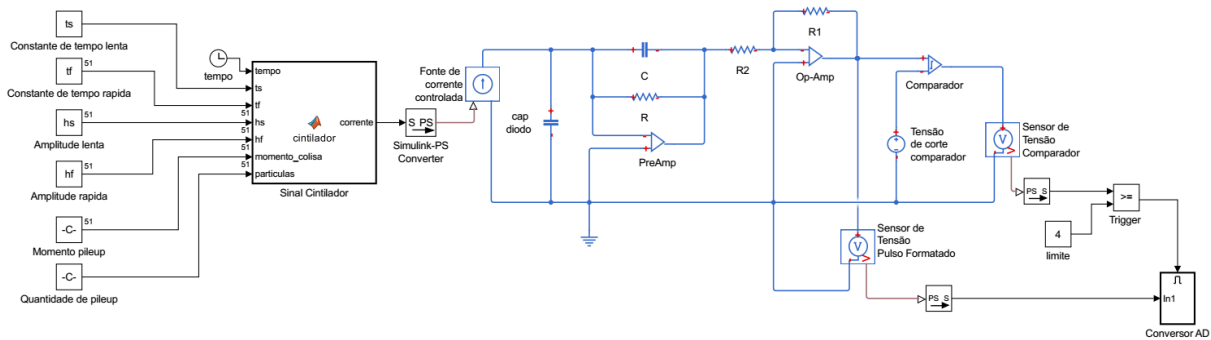 ts
Constante de tempo lenta
51
tf
Constante de tempo rapida
51
hs
Amplitude lenta
51
hf
Amplitude rapida
51
-C-
Momento pileup
-C-
Quantidade de pileup
tempo
tempo
ts
51
tf
51
hs
51
hf
51
momento_colisa
51
particulas
cintilador
corrente
Sinal Cintilador
S PS
Simulink-PS
Converter
Fonte de
corrente
controlada
cap
diodo
C
R
PreAmp
R2
R1
Op-Amp
Comparador
Tensão
de corte
comparador
V
Sensor de
Tensão
Comparador
V
Sensor de
Tensão
Pulso Formatado
PS S
4
limite
>=
Trigger
PS S
In1
Conversor AD